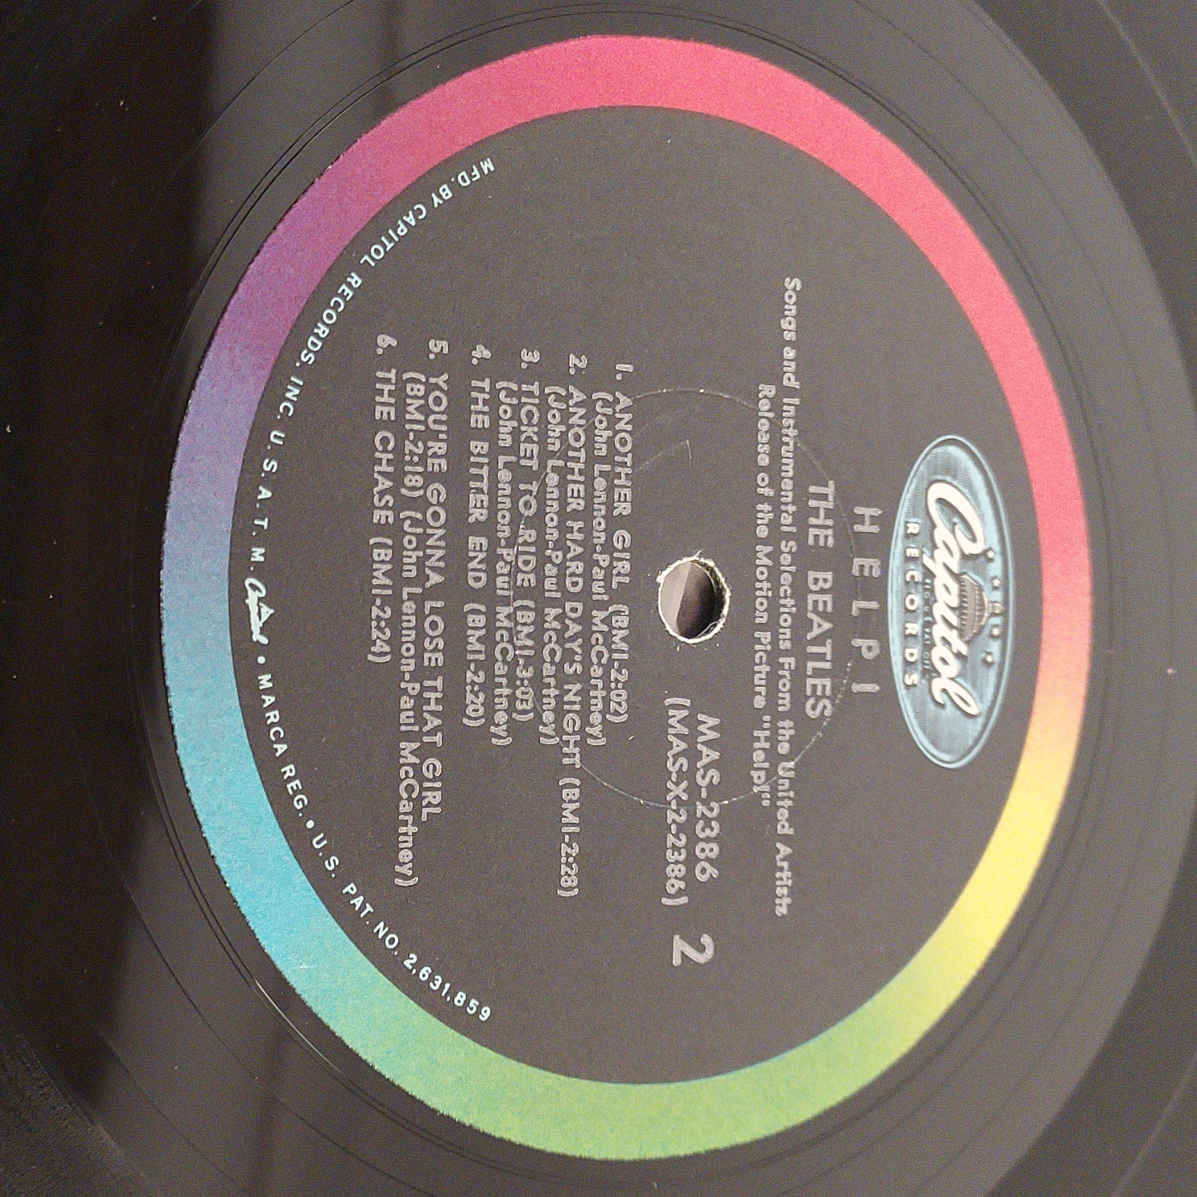 Capitol
RECORDS
HELP!
THE BEATLES
Songs and Instrumental Selections From the United Artists
Release of the Motion Picture "Help!"
MAS-2386
(MAS-X-2-2386)
2
1. ANOTHER GIRL (BMI-2:02)
(John Lennon-Paul McCartney)
2. ANOTHER HARD DAY'S NIGHT (BMI-2:28)
(John Lennon-Paul McCartney)
3. TICKET TO RIDE (BMI-3:03)
(John Lennon-Paul McCartney)
4. THE BITTER END (BMI-2:20)
5. YOU'RE GONNA LOSE THAT GIRL
(BMI-2:18) (John Lennon-Paul McCartney)
6. THE CHASE (BMI-2:24)
MFD. BY CAPITOL RECORDS, INC. U.S.A. T.M. Capitol • MARCA REG. • U.S. PAT. NO. 2,631,859